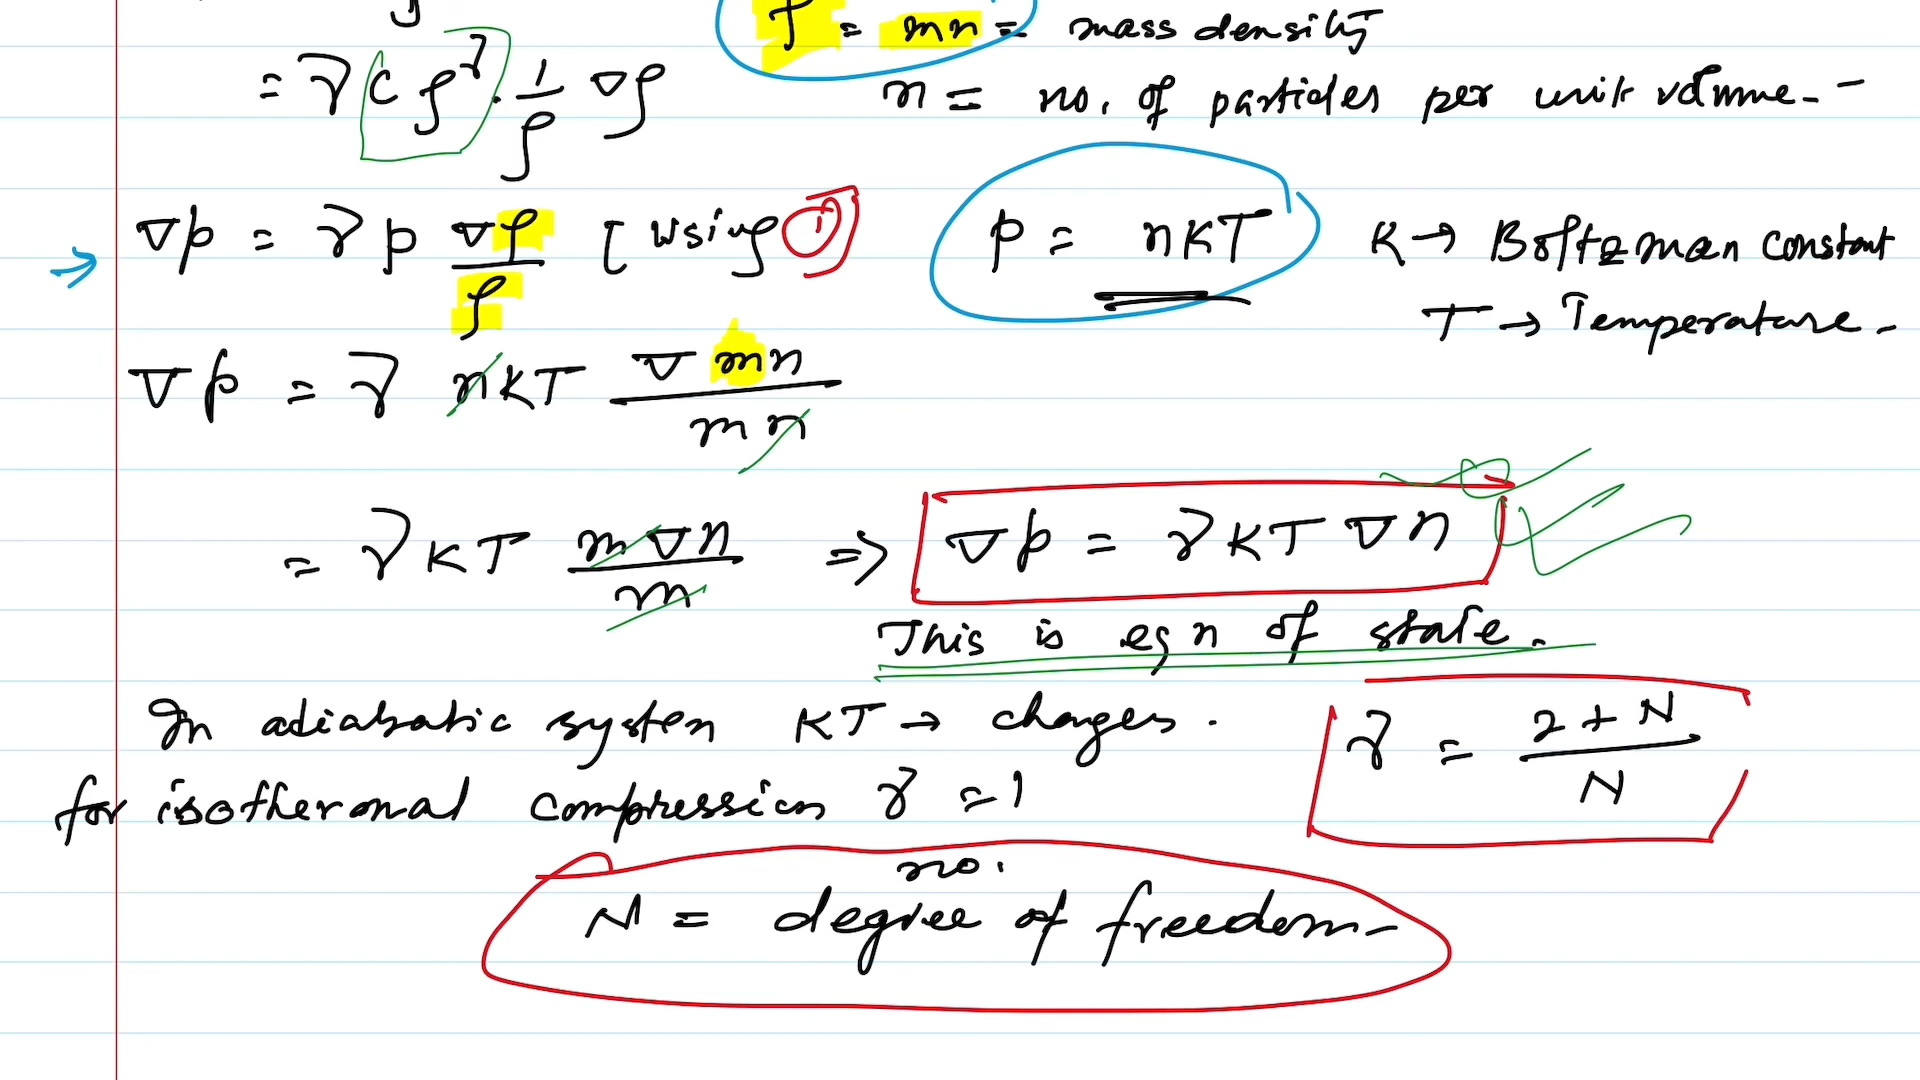 ρ = mn = mass density
= γ C ρ^γ · 1/ρ ∇ρ
n = no. of particles per unit volume.
∇p = γ p ∇ρ/ρ [Using ①
p = nKT
K → Boltzman constant
T → Temperature.
∇p = γ nKT ∇mn/mn
= γKT m∇n/m ⇒ ∇p = γKT ∇n
This is eqn of state.
In adiabatic system KT → changes.
γ = 2+N/N
for isothermal compression γ = 1
no.
N = degree of freedom